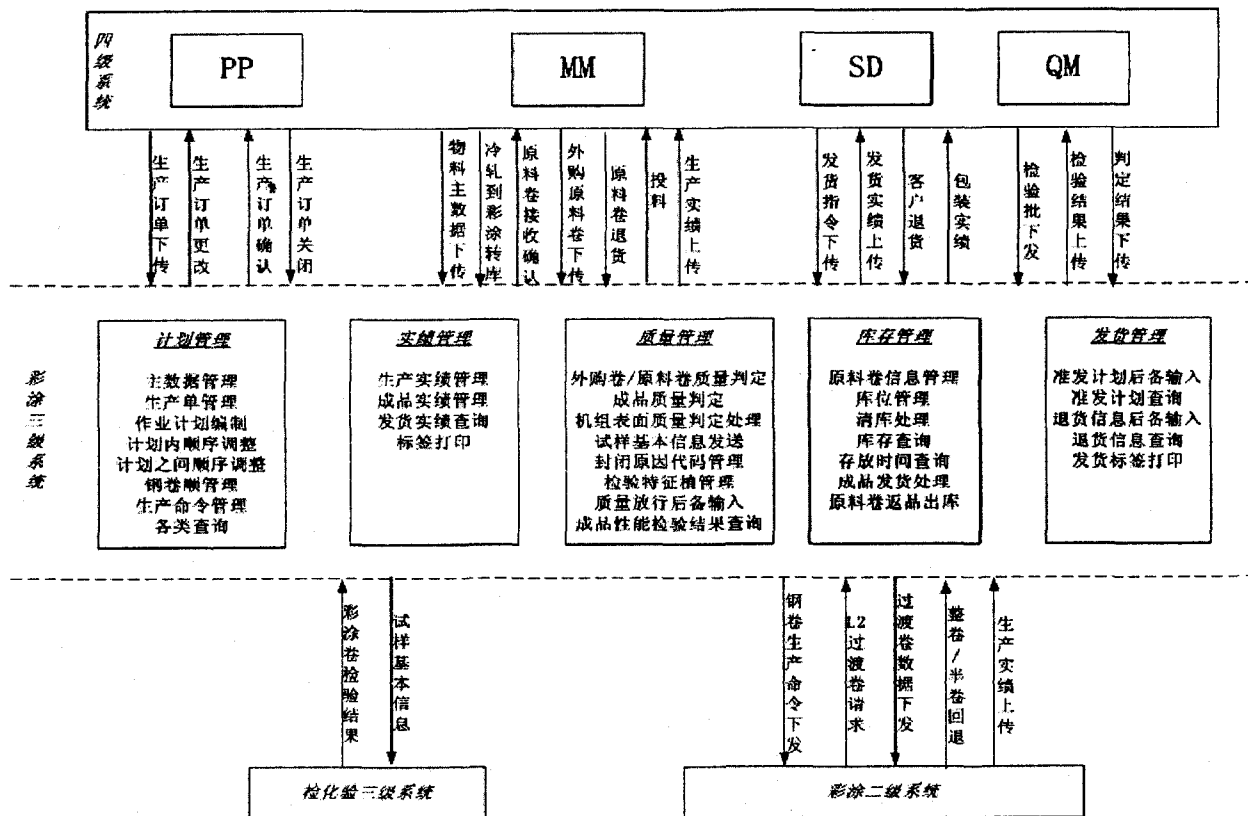 四级系统
PP
MM
SD
QM
生产订单下传
生产订单更改
生产订单确认
生产订单关闭
物料主数据下传
冷轧到彩涂转库
原料卷接收确认
外购原料卷下传
原料卷退货
投料
生产实绩上传
发货指令下传
发货实绩上传
客户退货
包装实绩
检验批下发
检验结果上传
判定结果下传
彩涂三级系统
计划管理
主数据管理
生产单管理
作业计划编制
计划内顺序调整
计划之间顺序调整
钢卷顺管理
生产命令管理
各类查询
实绩管理
生产实绩管理
成品实绩管理
发货实绩查询
标签打印
质量管理
外购卷/原料卷质量判定
成品质量判定
机组表面质量判定处理
试样基本信息发送
封闭原因代码管理
检验特征植管理
质量放行后备输入
成品性能检验结果查询
库存管理
原料卷信息管理
库位管理
清库处理
库存查询
存放时间查询
成品发货处理
原料卷返品出库
发货管理
准发计划后备输入
准发计划查询
退货信息后备输入
退货信息查询
发货标签打印
彩涂卷检验结果
试样基本信息
钢卷生产命令下发
L2过渡卷请求
过渡卷数据下发
整卷/半卷回退
生产实绩上传
检化验三级系统
彩涂二级系统